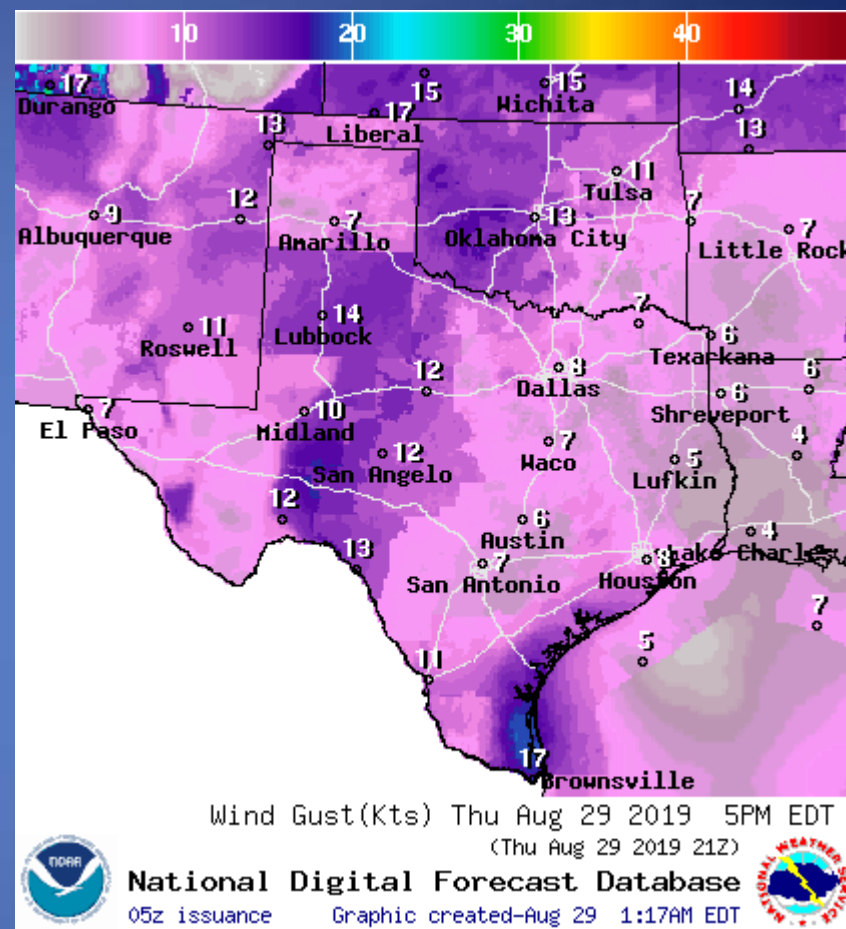 10 20 30 40
17
Durango
15
15
Wichita
14
17
Liberal
13
13
11
Tulsa
9
Albuquerque
12
7
Amarillo
13
Oklahoma City
7
7
Little Rock
11
Roswell
14
Lubbock
7
6
Texarkana
8
Dallas
12
6
Shreveport
6
7
El Paso
10
Midland
12
San Angelo
7
Waco
5
Lufkin
4
12
6
Austin
4
Lake Charles
13
7
San Antonio
8
Houston
7
5
11
17
Brownsville
Wind Gust(Kts) Thu Aug 29 2019 5PM EDT
(Thu Aug 29 2019 21Z)
NOAA
National Digital Forecast Database
05z issuance Graphic created-Aug 29 1:17AM EDT
NATIONAL WEATHER SERVICE